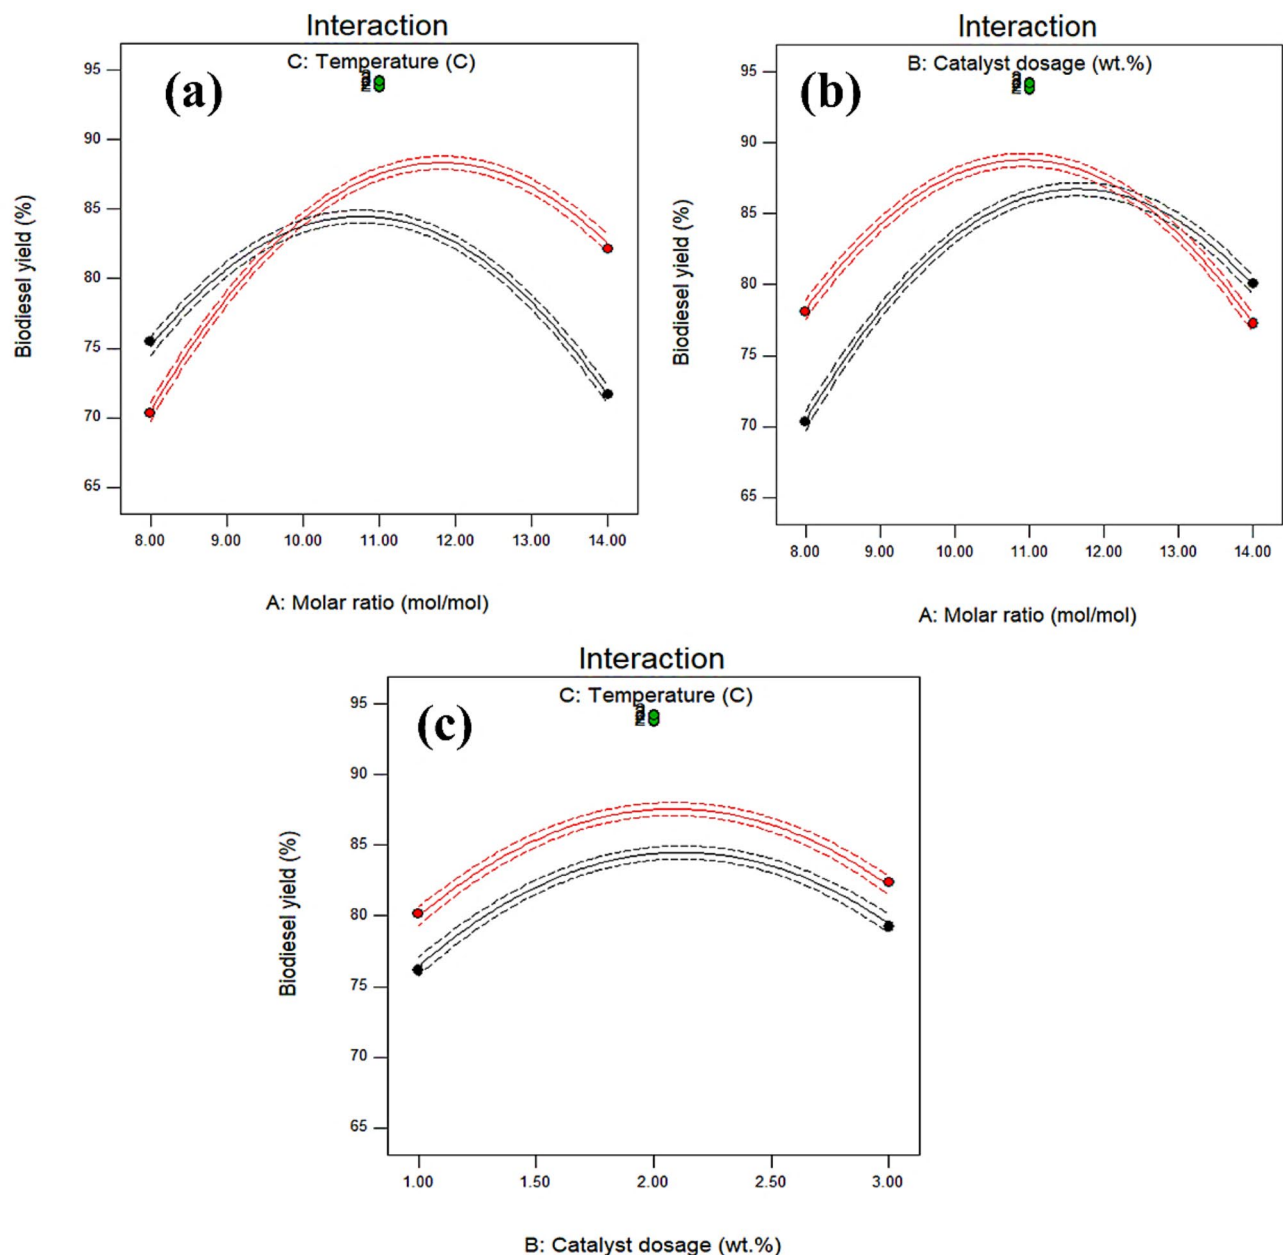 Interaction
C: Temperature (C)
(a)
95
90
85
80
75
70
65
Biodiesel yield (%)
8.00 9.00 10.00 11.00 12.00 13.00 14.00
A: Molar ratio (mol/mol)
Interaction
B: Catalyst dosage (wt.%)
(b)
95
90
85
80
75
70
65
Biodiesel yield (%)
8.00 9.00 10.00 11.00 12.00 13.00 14.00
A: Molar ratio (mol/mol)
Interaction
C: Temperature (C)
(c)
95
90
85
80
75
70
65
Biodiesel yield (%)
1.00 1.50 2.00 2.50 3.00
B: Catalyst dosage (wt.%)